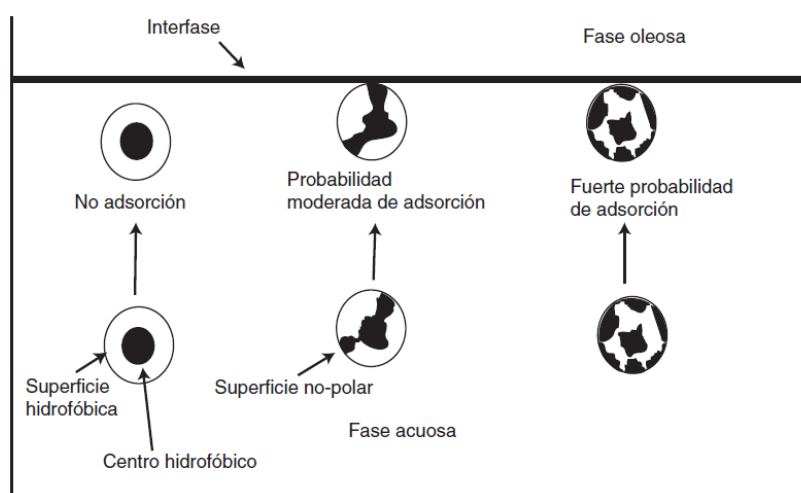 Interfase
Fase oleosa
No adsorción
Probabilidad
moderada de adsorción
Fuerte probabilidad
de adsorción
Superficie
hidrofóbica
Superficie no-polar
Fase acuosa
Centro hidrofóbico